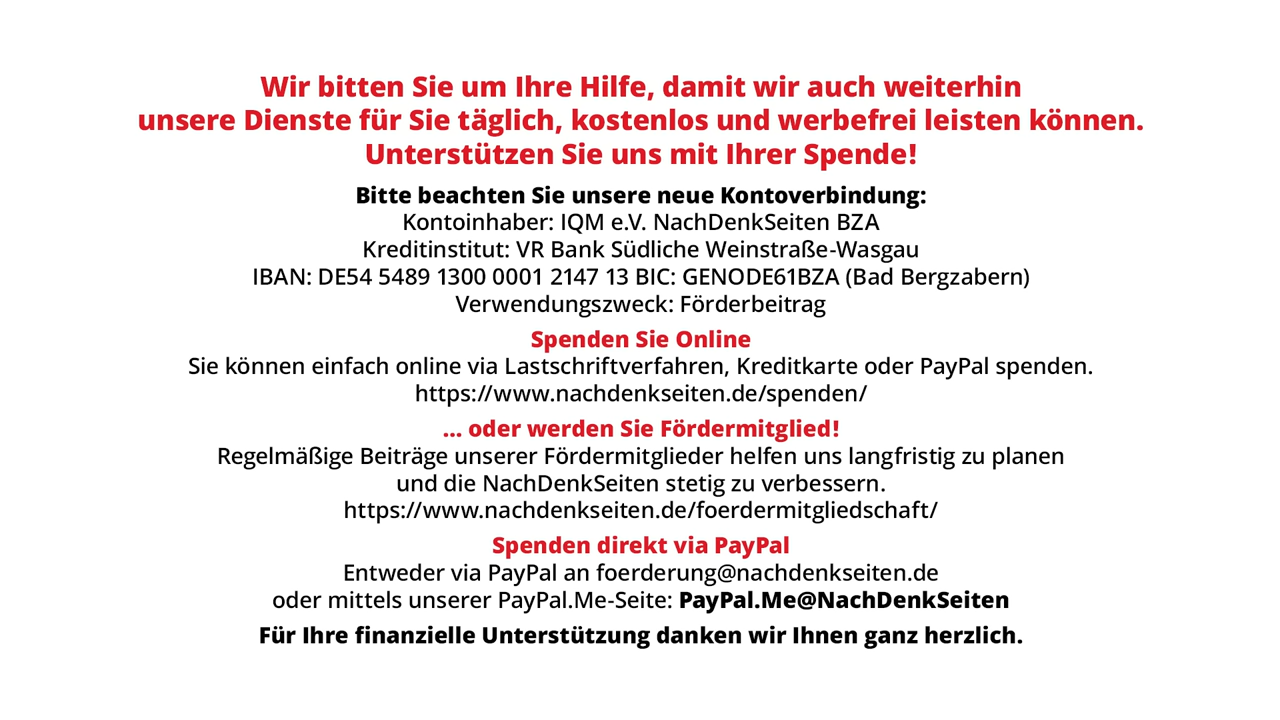 Wir bitten Sie um Ihre Hilfe, damit wir auch weiterhin
unsere Dienste für Sie täglich, kostenlos und werbefrei leisten können.
Unterstützen Sie uns mit Ihrer Spende!
Bitte beachten Sie unsere neue Kontoverbindung:
Kontoinhaber: IQM e.V. NachDenkSeiten BZA
Kreditinstitut: VR Bank Südliche Weinstraße-Wasgau
IBAN: DE54 5489 1300 0001 2147 13 BIC: GENODE61BZA (Bad Bergzabern)
Verwendungszweck: Förderbeitrag
Spenden Sie Online
Sie können einfach online via Lastschriftverfahren, Kreditkarte oder PayPal spenden.
https://www.nachdenkseiten.de/spenden/
... oder werden Sie Fördermitglied!
Regelmäßige Beiträge unserer Fördermitglieder helfen uns langfristig zu planen
und die NachDenkSeiten stetig zu verbessern.
https://www.nachdenkseiten.de/foerdermitgliedschaft/
Spenden direkt via PayPal
Entweder via PayPal an foerderung@nachdenkseiten.de
oder mittels unserer PayPal.Me-Seite: PayPal.Me@NachDenkSeiten
Für Ihre finanzielle Unterstützung danken wir Ihnen ganz herzlich.